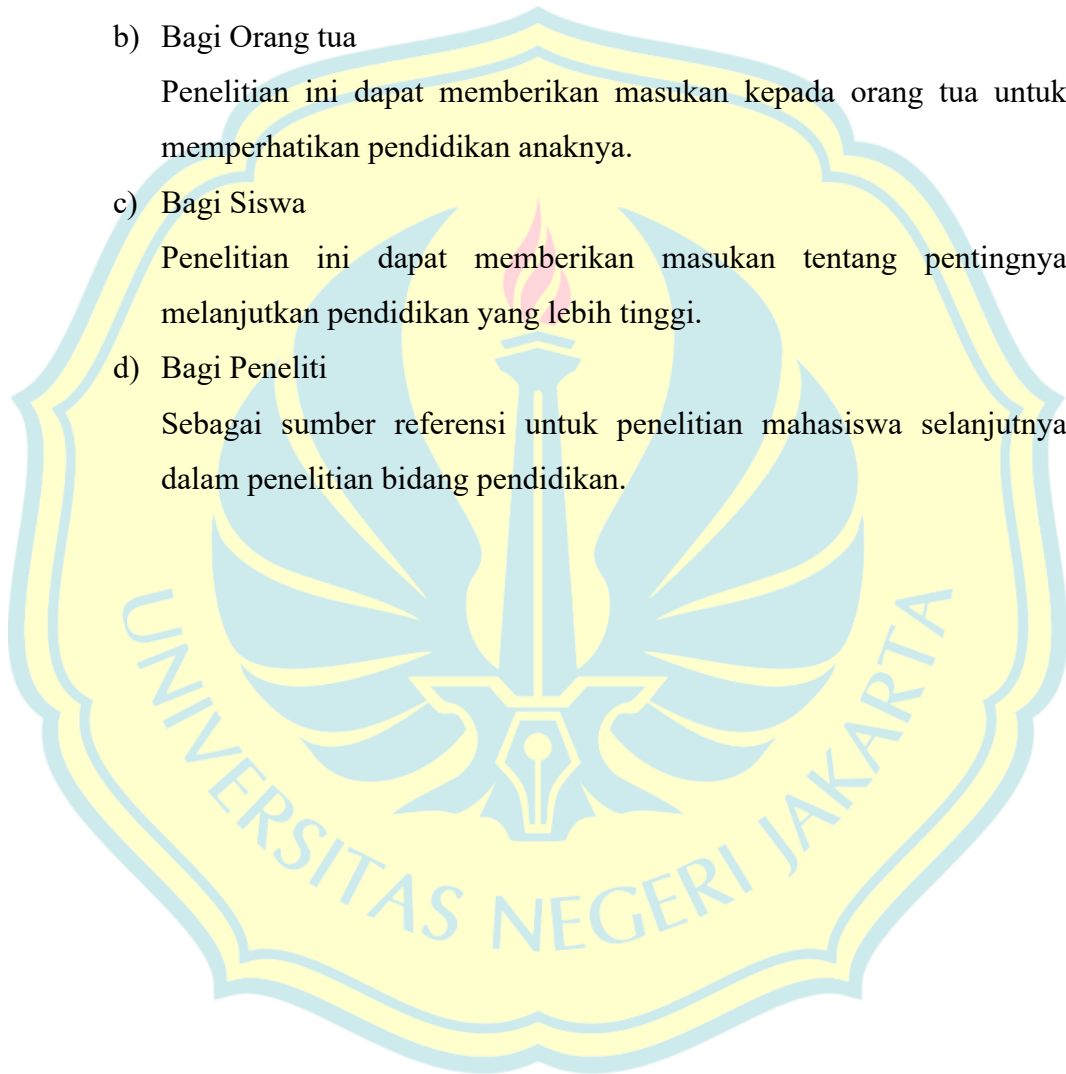 b) Bagi Orang tua
Penelitian ini dapat memberikan masukan kepada orang tua untuk
memperhatikan pendidikan anaknya.
c) Bagi Siswa
Penelitian ini dapat memberikan masukan tentang pentingnya
melanjutkan pendidikan yang lebih tinggi.
d) Bagi Peneliti
Sebagai sumber referensi untuk penelitian mahasiswa selanjutnya
dalam penelitian bidang pendidikan.
UNIVERSITAS NEGERI JAKARTA